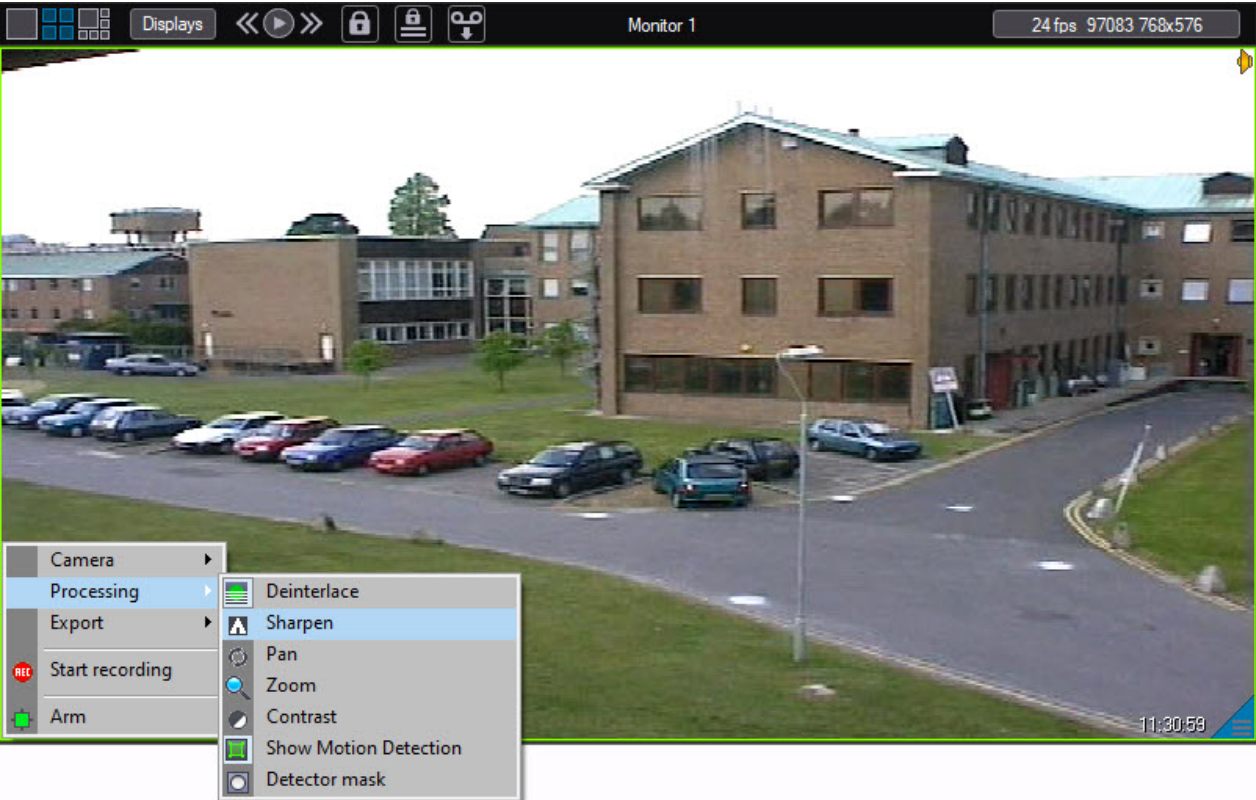 Displays
Monitor 1
24 fps 97083 768x576
Camera
Processing
Export
REC Start recording
Arm
Deinterlace
Sharpen
Pan
Zoom
Contrast
Show Motion Detection
Detector mask
11:30:59